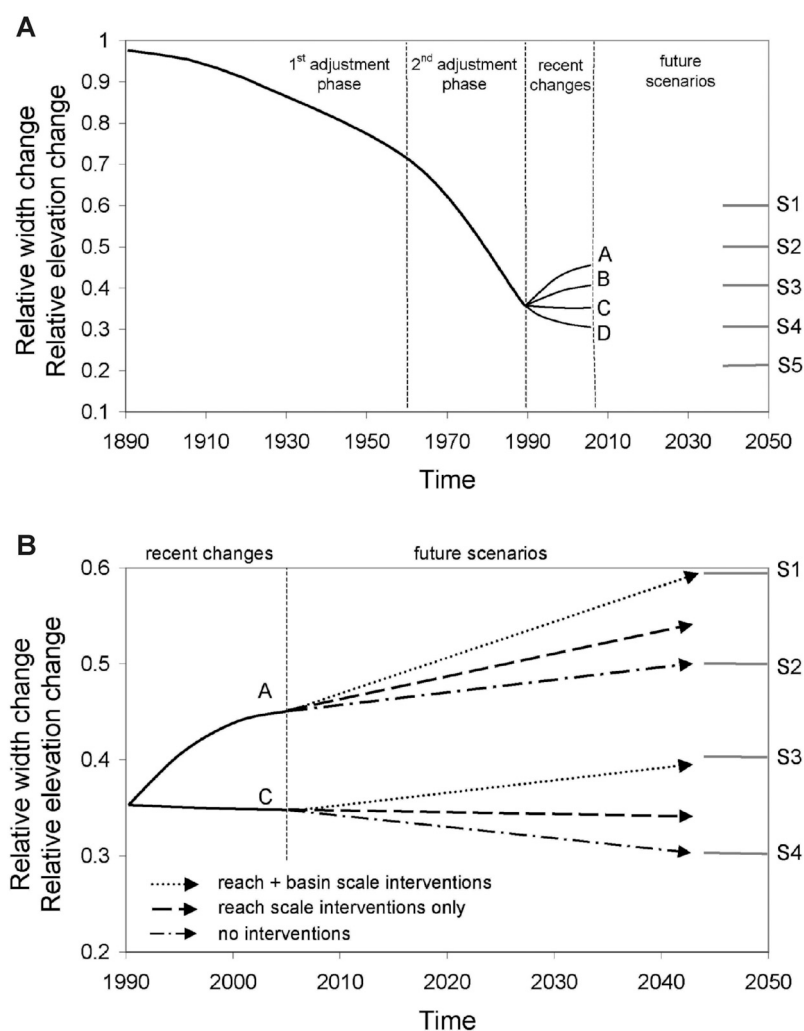 A
Relative width change
Relative elevation change
1
0.9
0.8
0.7
0.6
0.5
0.4
0.3
0.2
0.1
1st adjustment
phase
2nd adjustment
phase
recent
changes
future
scenarios
A
B
C
D
S1
S2
S3
S4
S5
1890
1910
1930
1950
1970
1990
2010
2030
2050
Time
B
recent changes
future scenarios
Relative width change
Relative elevation change
0.6
0.5
0.4
0.3
0.2
A
C
S1
S2
S3
S4
reach + basin scale interventions
reach scale interventions only
no interventions
1990
2000
2010
2020
2030
2040
2050
Time